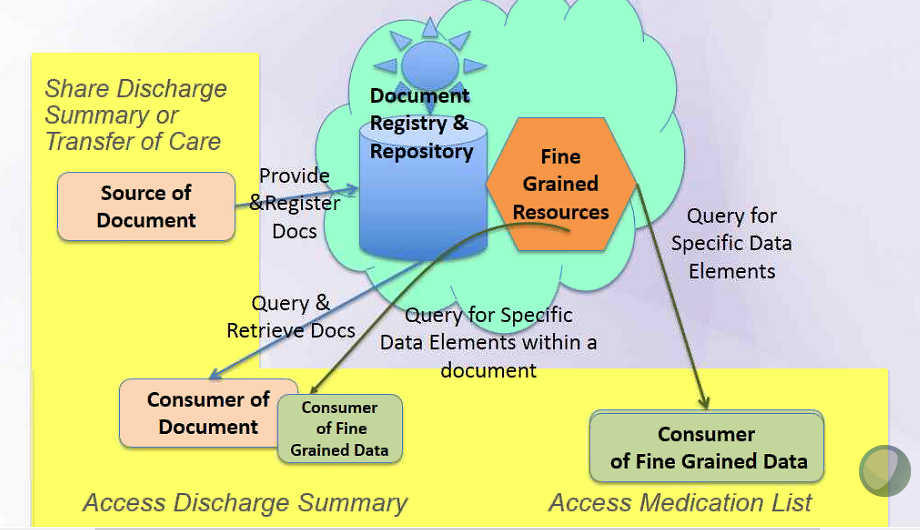 Share Discharge
Summary or
Transfer of Care
Document
Registry &
Repository
Fine
Grained
Resources
Source of
Document
Provide
&Register
Docs
Query for
Specific Data
Elements
Query &
Retrieve Docs
Query for Specific
Data Elements within a
document
Consumer of
Document
Consumer
of Fine
Grained Data
Consumer
of Fine Grained Data
Access Discharge Summary
Access Medication List